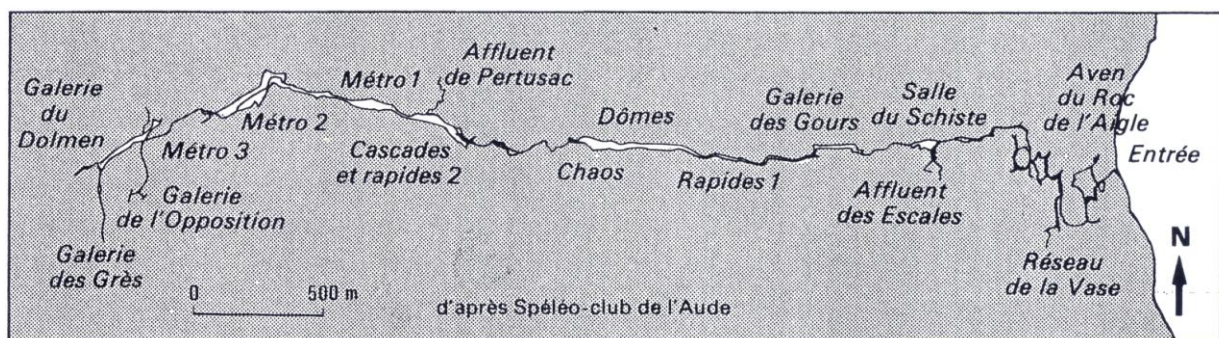 Galerie
du
Dolmen
Métro 3
Métro 2
Galerie
de l'Opposition
Galerie
des Grès
Métro 1
Affluent
de Pertusac
Cascades
et rapides 2
Chaos
Dômes
Rapides 1
Galerie
des Gours
Salle
du Schiste
Affluent
des Escales
Aven
du Roc
de l'Aigle
Entrée
Réseau
de la Vase
N
0 500 m
d'après Spéléo-club de l'Aude